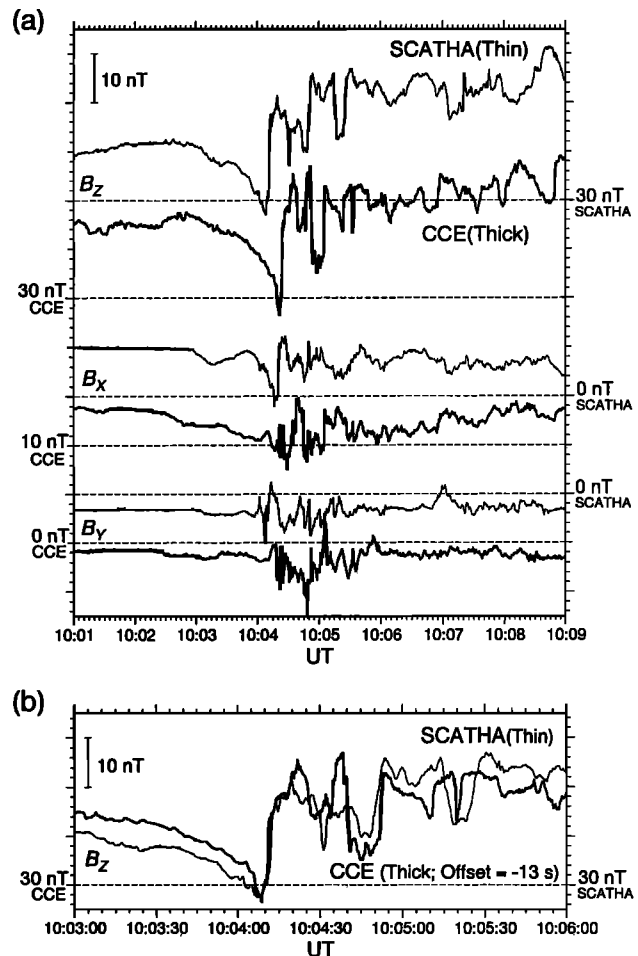 (a)
SCATHA(Thin)
10 nT
BZ
30 nT
SCATHA
CCE(Thick)
30 nT
CCE
BX
0 nT
SCATHA
10 nT
CCE
0 nT
SCATHA
BY
0 nT
CCE
10:01 10:02 10:03 10:04 10:05 10:06 10:07 10:08 10:09
UT
(b)
SCATHA(Thin)
10 nT
BZ
CCE (Thick; Offset = -13 s)
30 nT
CCE
30 nT
SCATHA
10:03:00 10:03:30 10:04:00 10:04:30 10:05:00 10:05:30 10:06:00
UT